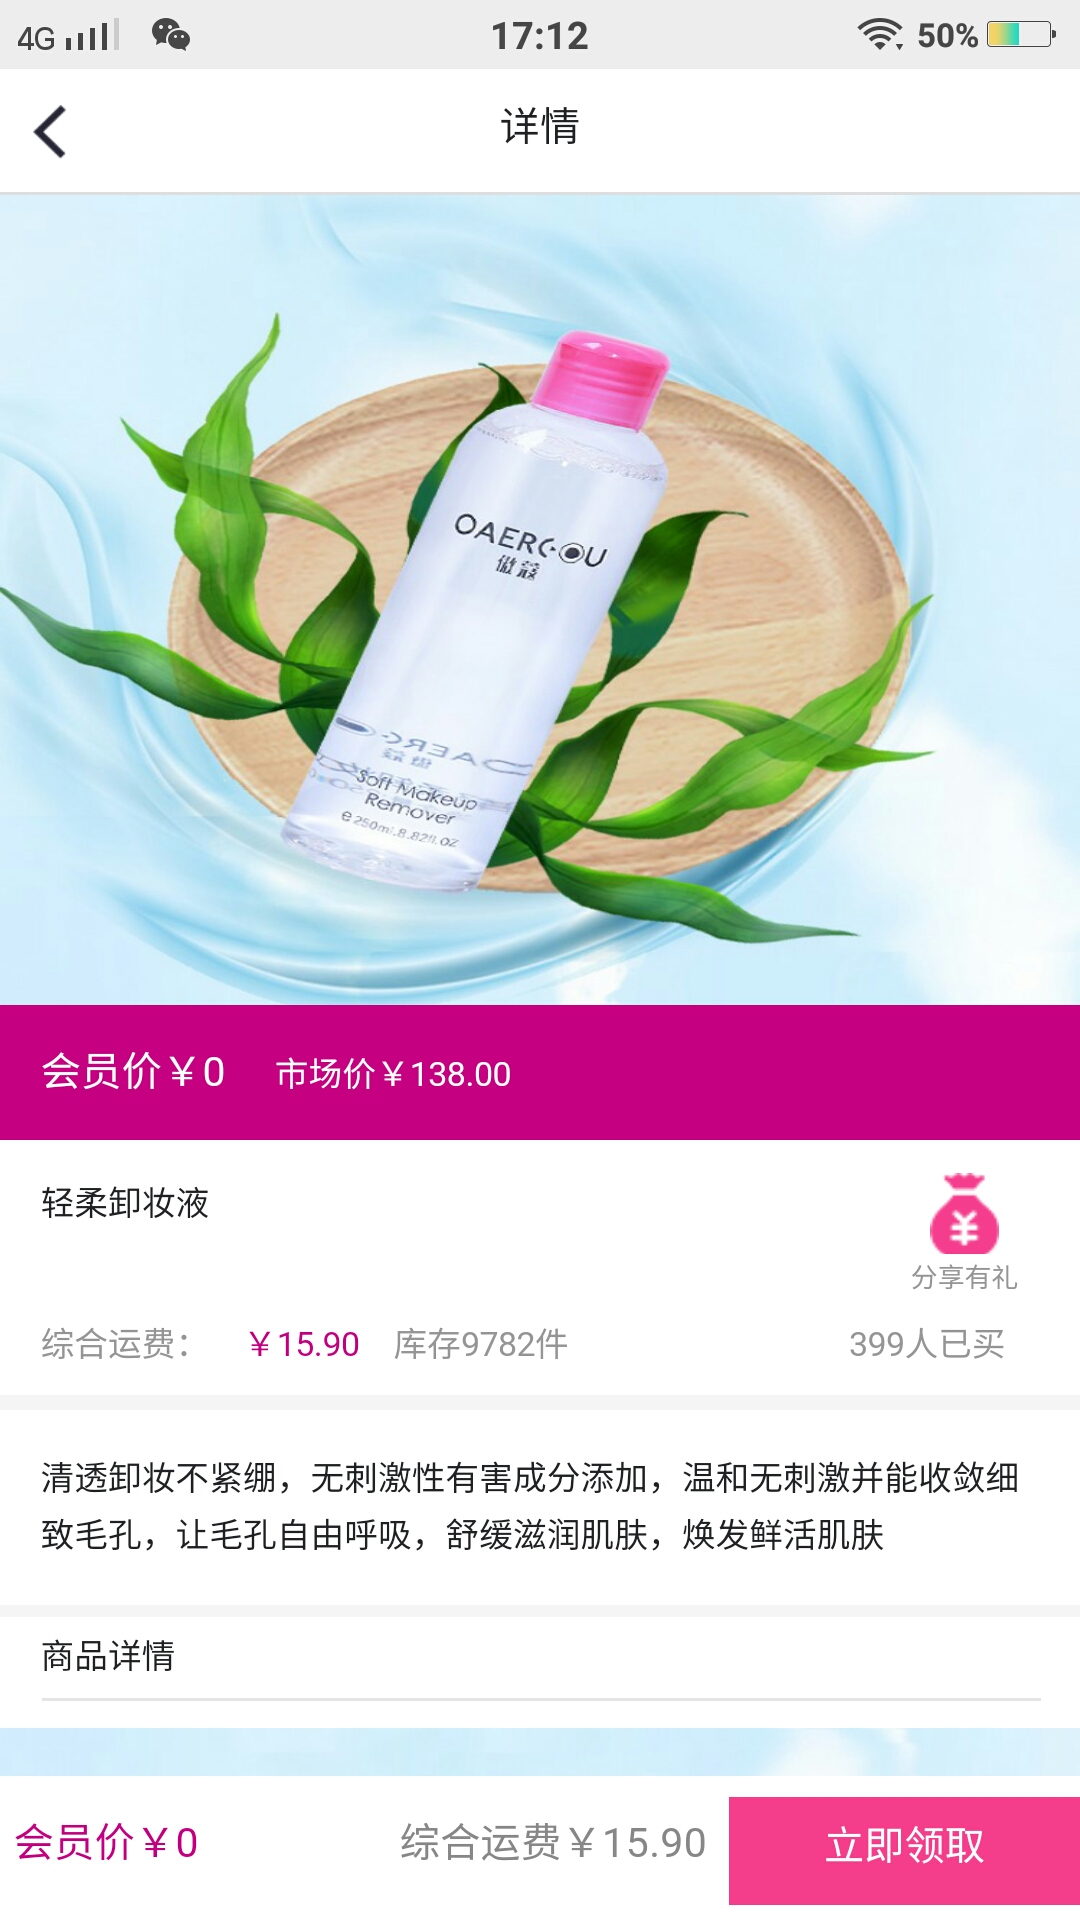 4G 17:12 50%
详情
OAERCOU
傲蔻
Soft Makeup
Remover
e250ml.8.82fl.OZ
会员价￥0 市场价￥138.00
轻柔卸妆液
分享有礼
综合运费： ￥15.90 库存9782件 399人已买
清透卸妆不紧绷，无刺激性有害成分添加，温和无刺激并能收敛细
致毛孔，让毛孔自由呼吸，舒缓滋润肌肤，焕发鲜活肌肤
商品详情
会员价￥0 综合运费￥15.90 立即领取